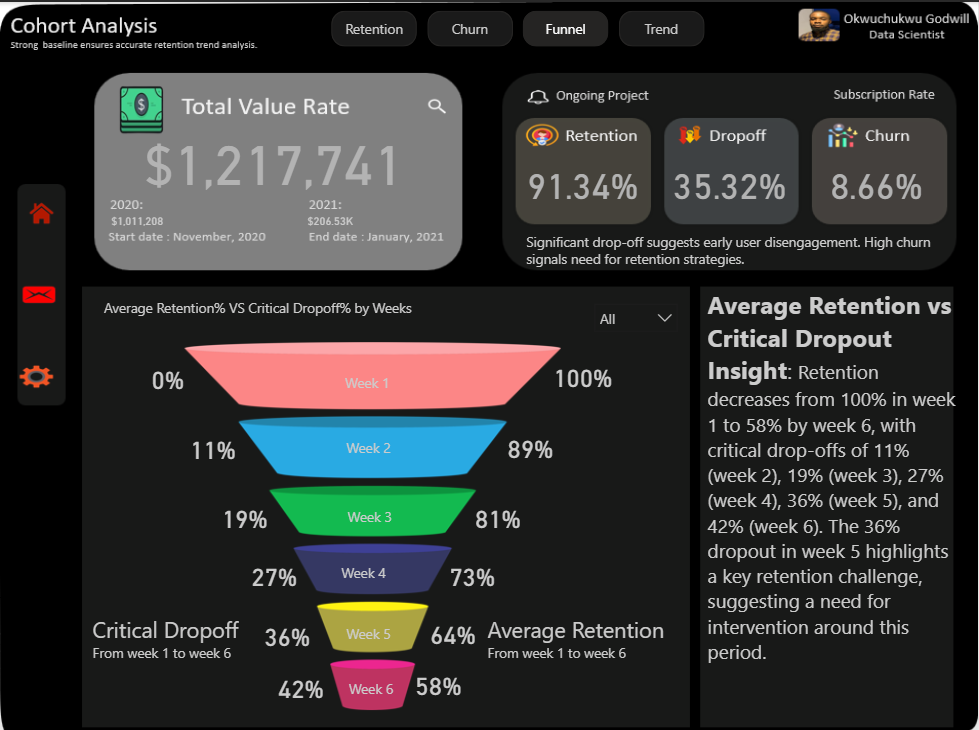 Cohort Analysis
Strong baseline ensures accurate retention trend analysis.
Retention
Churn
Funnel
Trend
Okwuchukwu Godwill
Data Scientist
Total Value Rate
$1,217,741
2020:
$1,011,208
Start date : November, 2020
2021:
$206.53K
End date : January, 2021
Ongoing Project
Subscription Rate
Retention
91.34%
Dropoff
35.32%
Churn
8.66%
Significant drop-off suggests early user disengagement. High churn
signals need for retention strategies.
Average Retention% VS Critical Dropoff% by Weeks
All
0%
Week 1
100%
11%
Week 2
89%
19%
Week 3
81%
27%
Week 4
73%
36%
Week 5
64%
42%
Week 6
58%
Critical Dropoff
From week 1 to week 6
Average Retention
From week 1 to week 6
Average Retention vs
Critical Dropout
Insight: Retention
decreases from 100% in week
1 to 58% by week 6, with
critical drop-offs of 11%
(week 2), 19% (week 3), 27%
(week 4), 36% (week 5), and
42% (week 6). The 36%
dropout in week 5 highlights
a key retention challenge,
suggesting a need for
intervention around this
period.